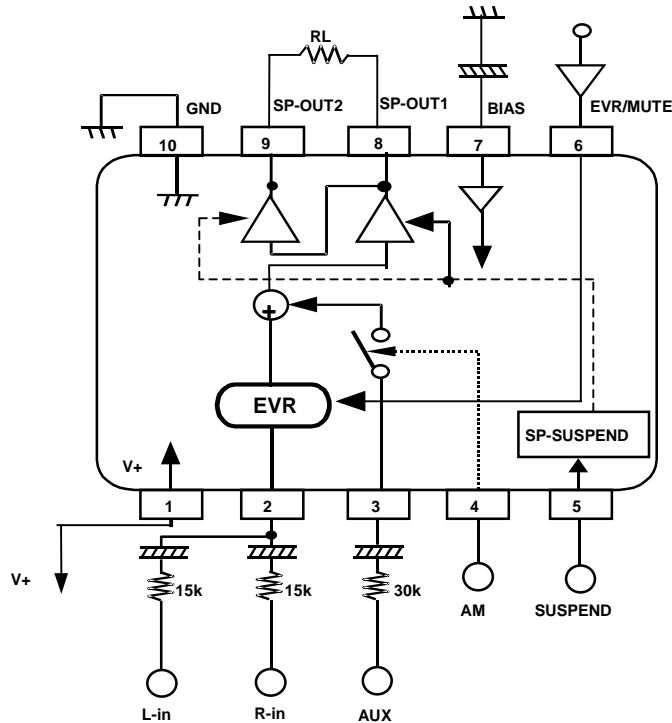 RL
GND
SP-OUT2
SP-OUT1
BIAS
EVR/MUTE
10
9
8
7
6
+
EVR
SP-SUSPEND
V+
1
2
3
4
5
V+
15k
15k
30k
AM
SUSPEND
L-in
R-in
AUX